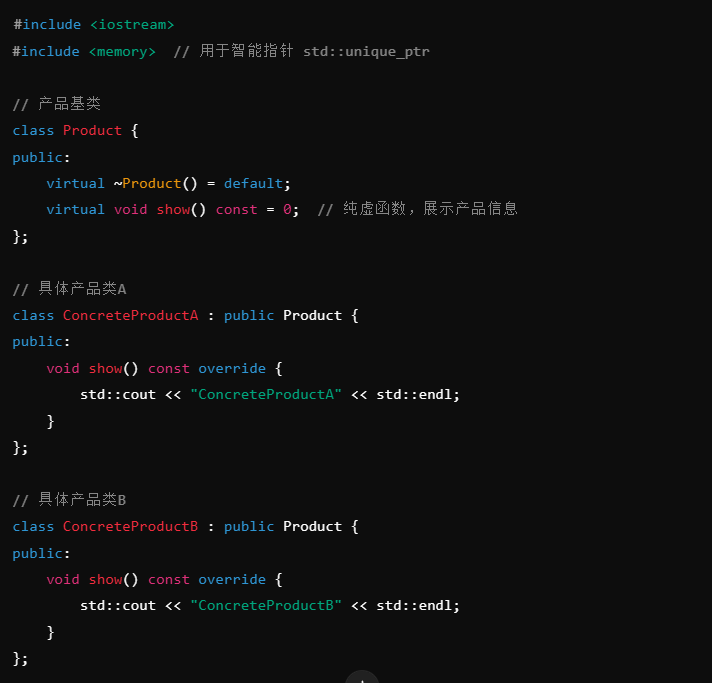 #include <iostream>
#include <memory>  // 用于智能指针 std::unique_ptr

// 产品基类
class Product {
public:
    virtual ~Product() = default;
    virtual void show() const = 0;  // 纯虚函数，展示产品信息
};

// 具体产品类A
class ConcreteProductA : public Product {
public:
    void show() const override {
        std::cout << "ConcreteProductA" << std::endl;
    }
};

// 具体产品类B
class ConcreteProductB : public Product {
public:
    void show() const override {
        std::cout << "ConcreteProductB" << std::endl;
    }
};